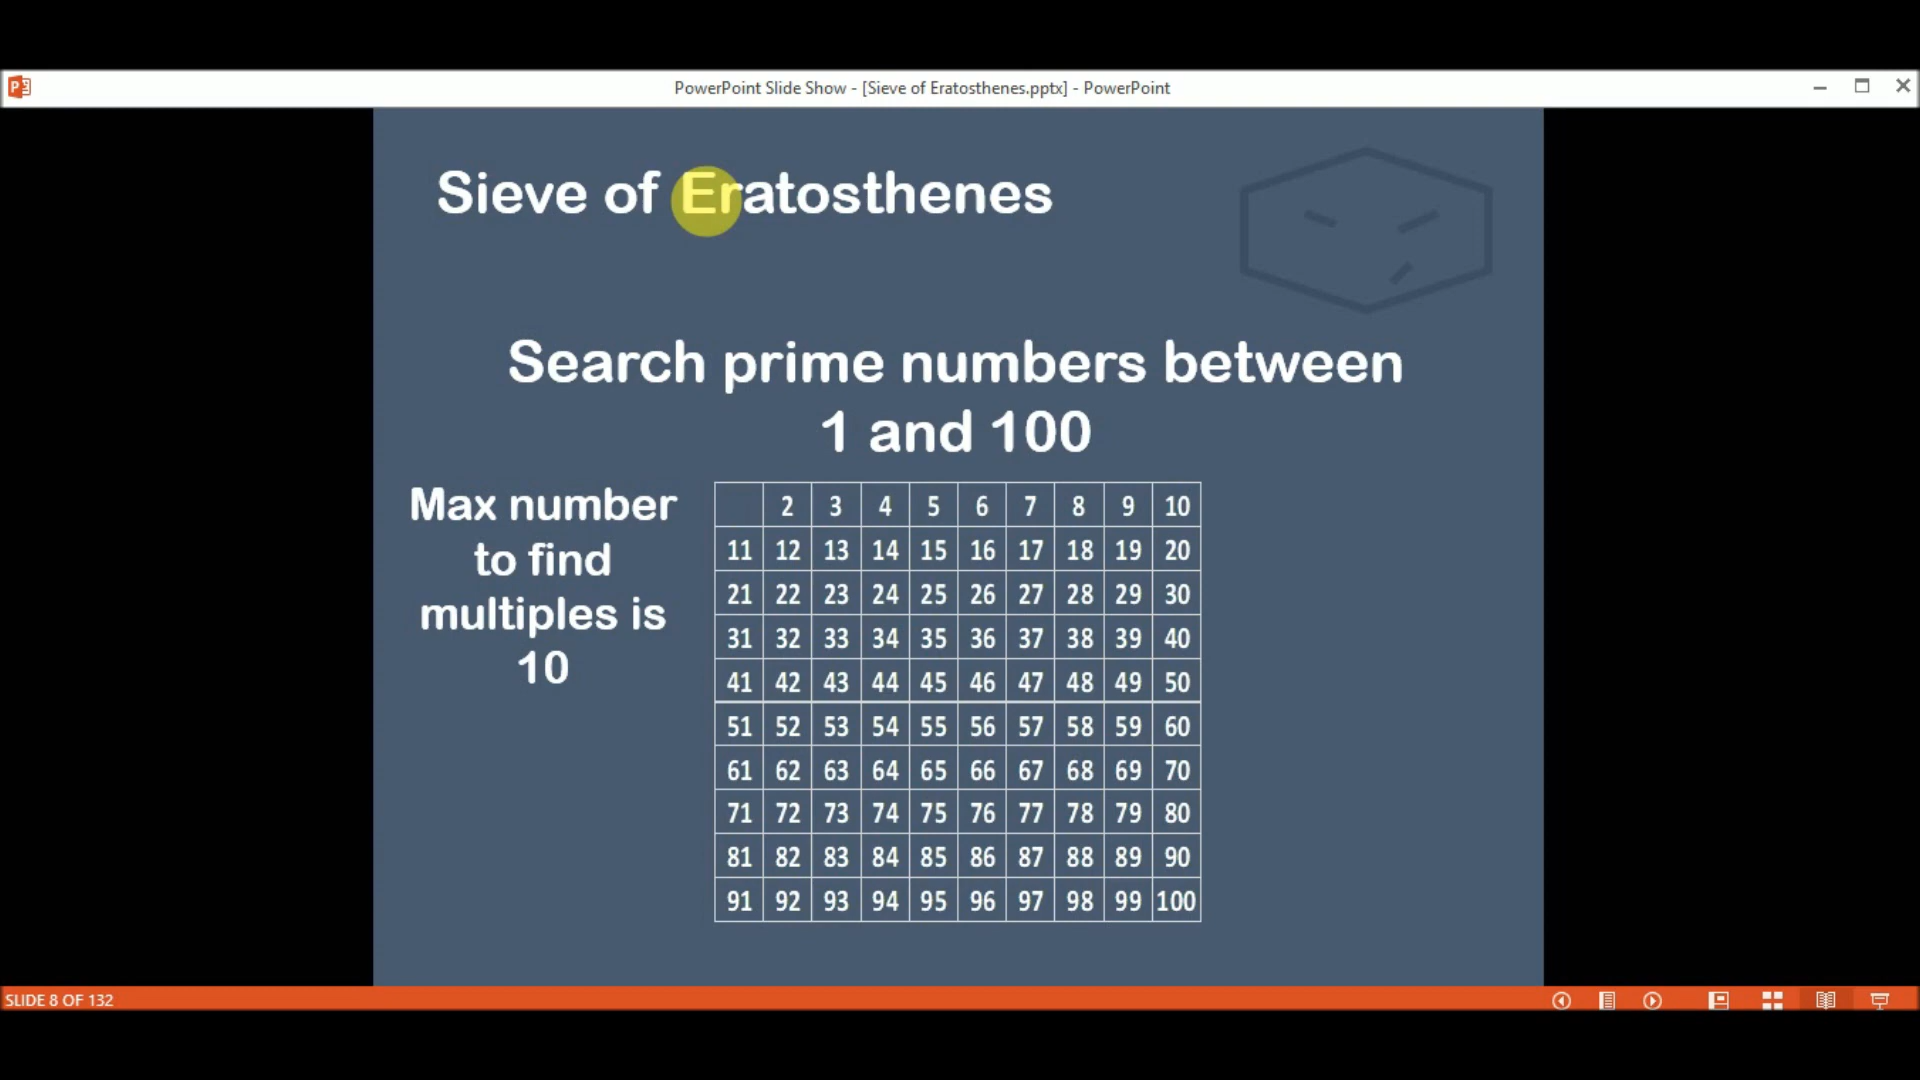 PowerPoint Slide Show - [Sieve of Eratosthenes.pptx] - PowerPoint
Sieve of Eratosthenes
Search prime numbers between
1 and 100
Max number
to find
multiples is
10
2 3 4 5 6 7 8 9 10
11 12 13 14 15 16 17 18 19 20
21 22 23 24 25 26 27 28 29 30
31 32 33 34 35 36 37 38 39 40
41 42 43 44 45 46 47 48 49 50
51 52 53 54 55 56 57 58 59 60
61 62 63 64 65 66 67 68 69 70
71 72 73 74 75 76 77 78 79 80
81 82 83 84 85 86 87 88 89 90
91 92 93 94 95 96 97 98 99 100
SLIDE 8 OF 132